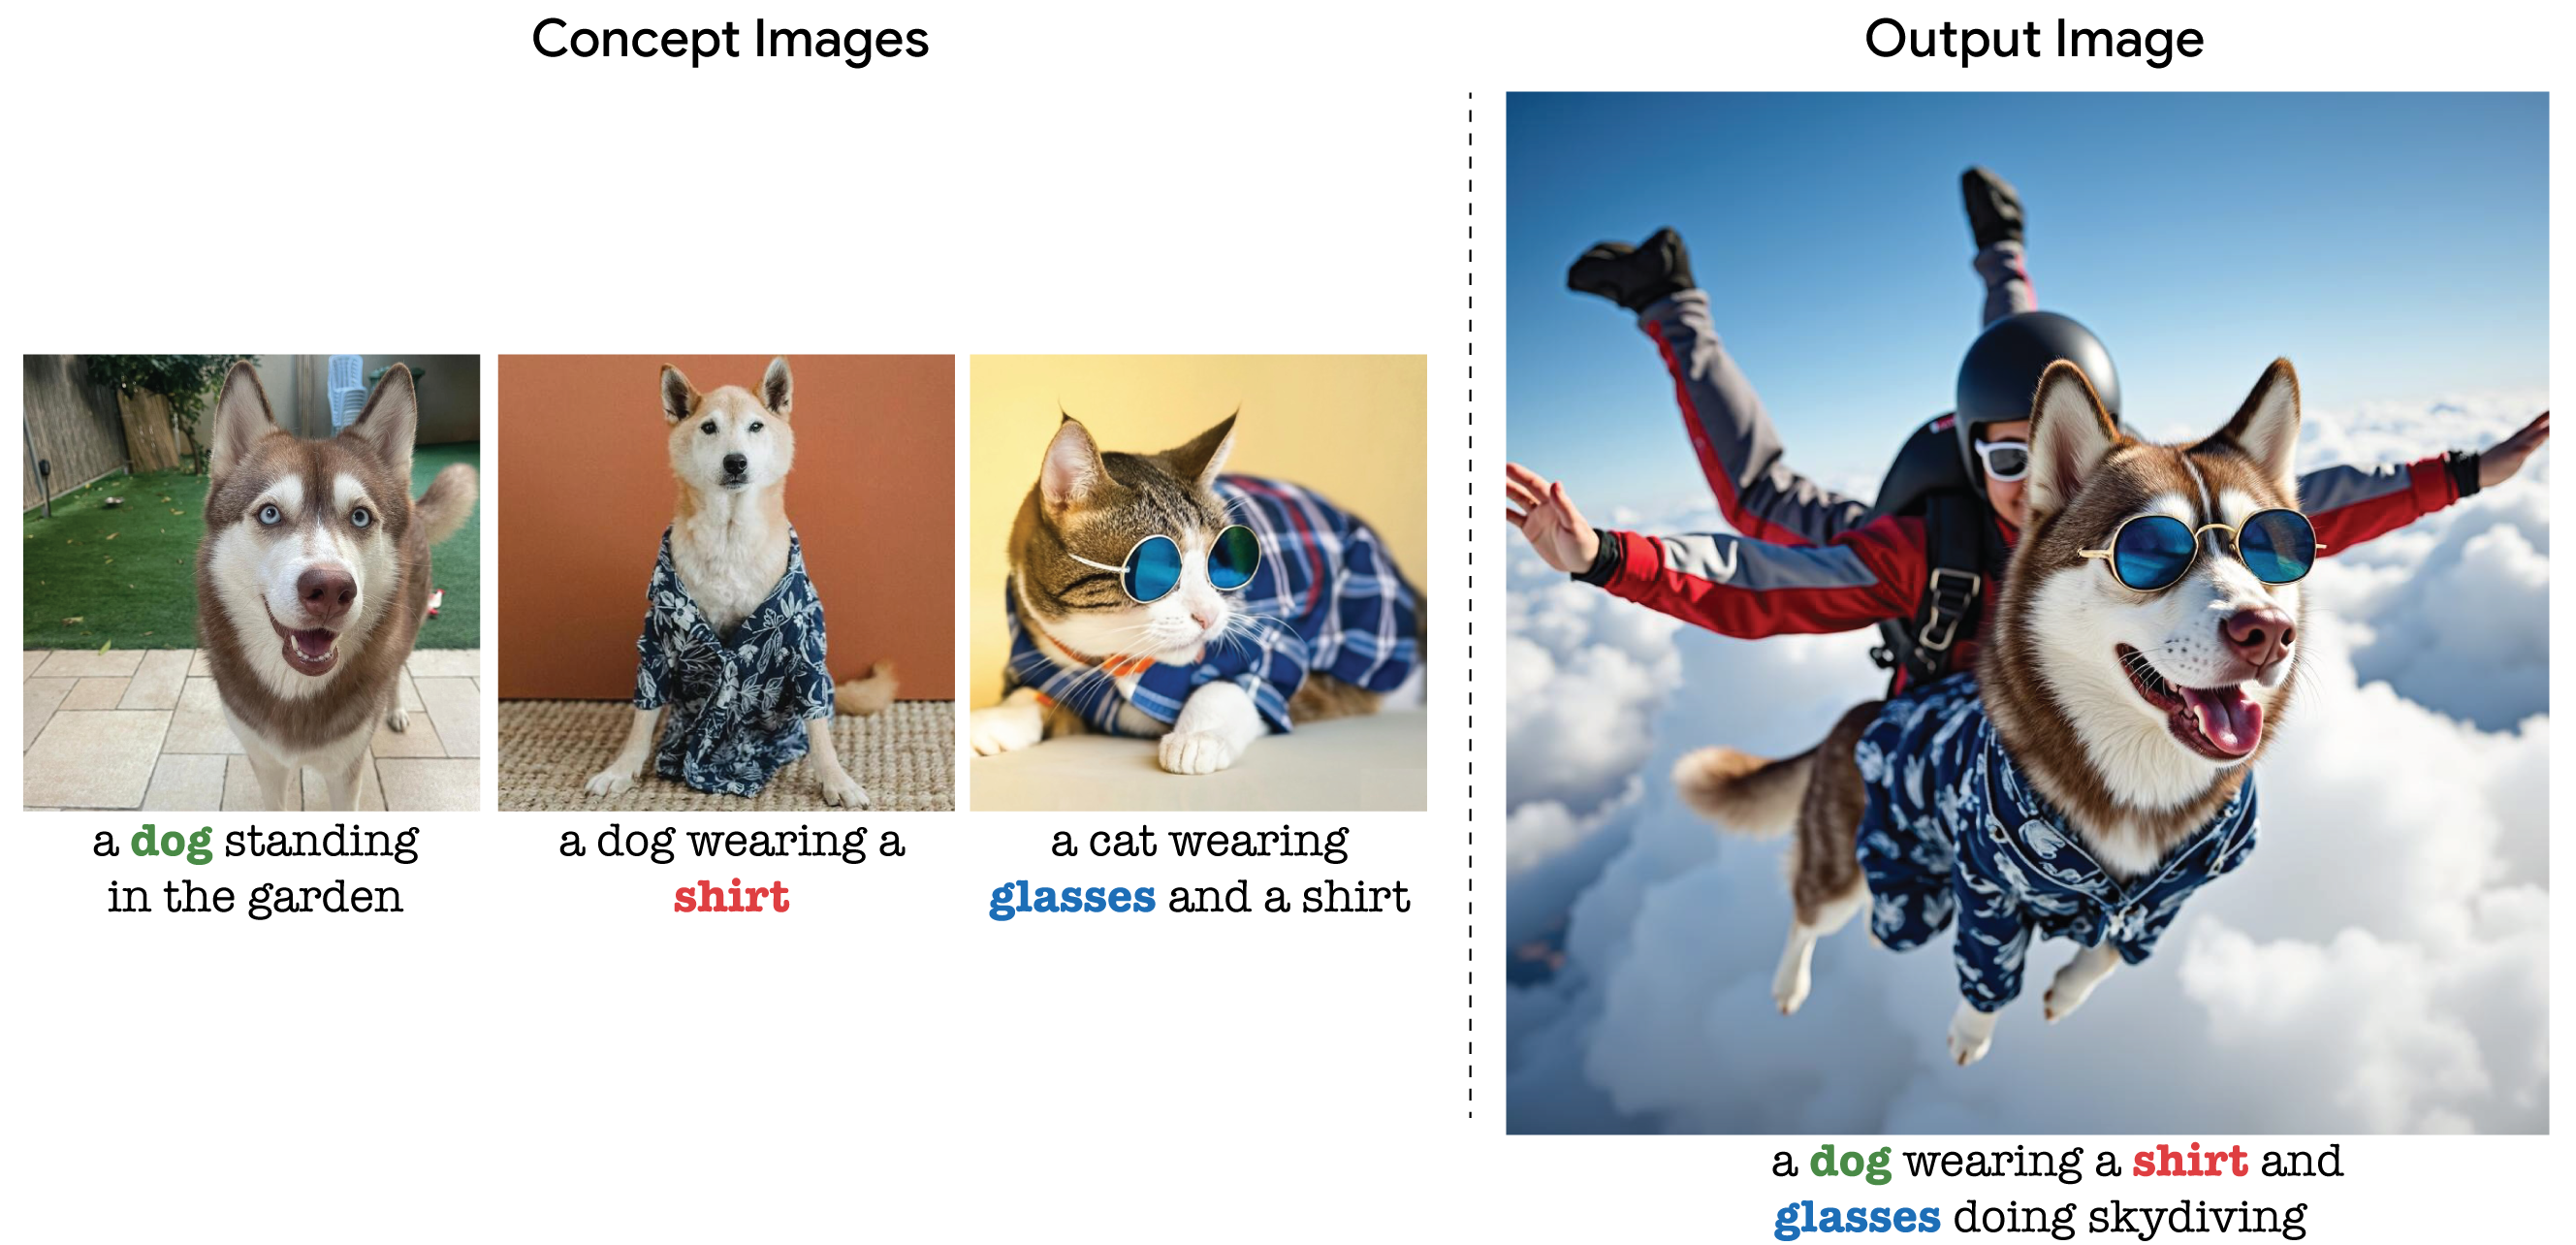 Concept Images
Output Image
a dog standing
in the garden
a dog wearing a
shirt
a cat wearing
glasses and a shirt
a dog wearing a shirt and
glasses doing skydiving